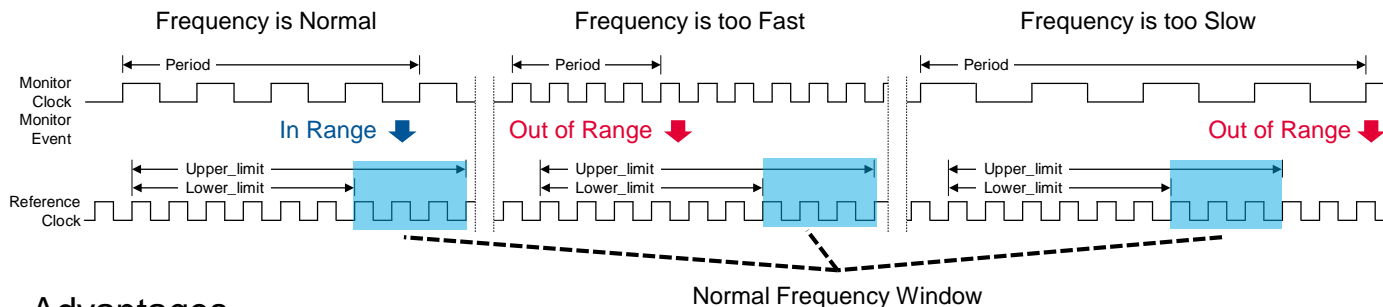 Frequency is Normal
Frequency is too Fast
Frequency is too Slow
Period
Period
Period
Monitor
Clock
Monitor
Event
In Range
Out of Range
Out of Range
Upper_limit
Upper_limit
Upper_limit
Lower_limit
Lower_limit
Lower_limit
Reference
Clock
Normal Frequency Window
Advantages